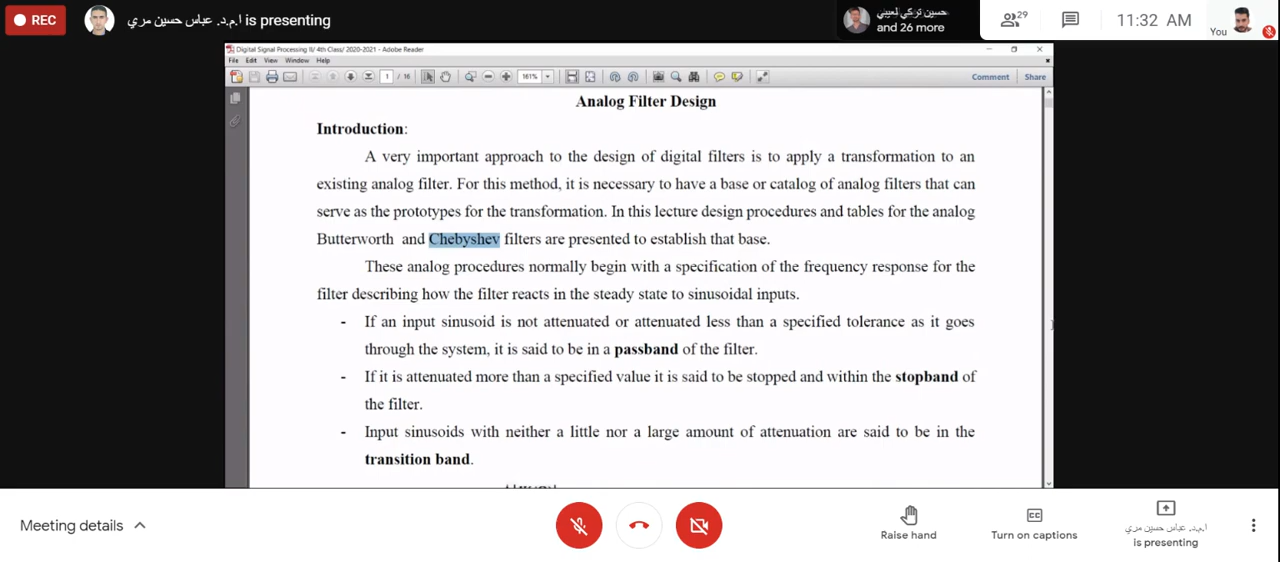 REC
ا.م.د. عباس حسين مري is presenting
حسين تركي لعيبي
and 26 more
29
11:32 AM
You
Digital Signal Processing II/ 4th Class/ 2020-2021 - Adobe Reader
File Edit View Window Help
1 / 16
161%
Comment Share
Analog Filter Design
Introduction:
A very important approach to the design of digital filters is to apply a transformation to an
existing analog filter. For this method, it is necessary to have a base or catalog of analog filters that can
serve as the prototypes for the transformation. In this lecture design procedures and tables for the analog
Butterworth and Chebyshev filters are presented to establish that base.
These analog procedures normally begin with a specification of the frequency response for the
filter describing how the filter reacts in the steady state to sinusoidal inputs.
- If an input sinusoid is not attenuated or attenuated less than a specified tolerance as it goes
through the system, it is said to be in a passband of the filter.
- If it is attenuated more than a specified value it is said to be stopped and within the stopband of
the filter.
- Input sinusoids with neither a little nor a large amount of attenuation are said to be in the
transition band.
Meeting details
Raise hand
Turn on captions
ا.م.د. عباس حسين مري
is presenting